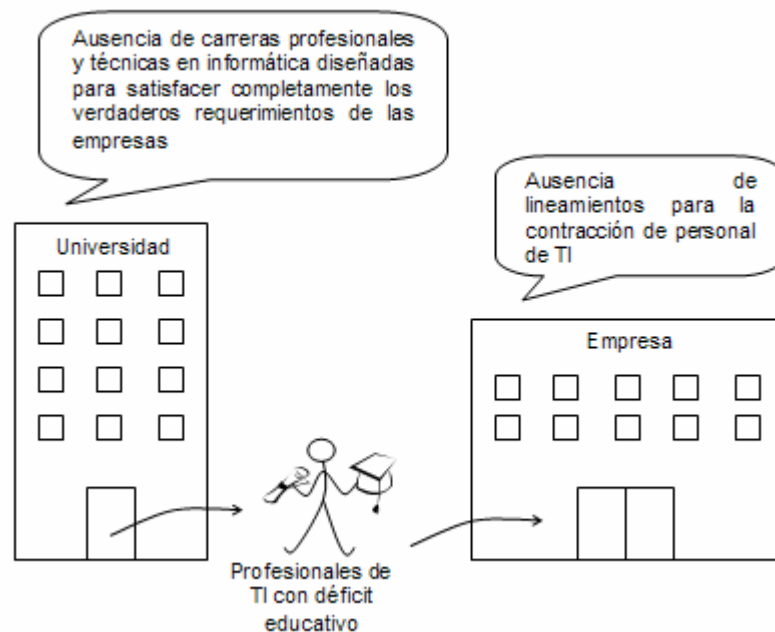 Ausencia de carreras profesionales
y técnicas en informática diseñadas
para satisfacer completamente los
verdaderos requerimientos de las
empresas
Ausencia de
lineamientos para la
contracción de personal
de TI
Universidad
Empresa
Profesionales de
TI con déficit
educativo